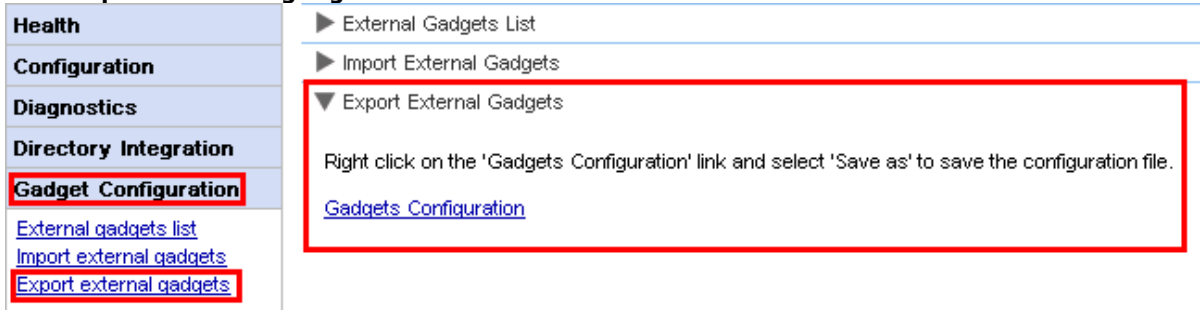 Health
Configuration
Diagnostics
Directory Integration
Gadget Configuration
External gadgets list
Import external gadgets
Export external gadgets
External Gadgets List
Import External Gadgets
Export External Gadgets
Right click on the 'Gadgets Configuration' link and select 'Save as' to save the configuration file.
Gadgets Configuration